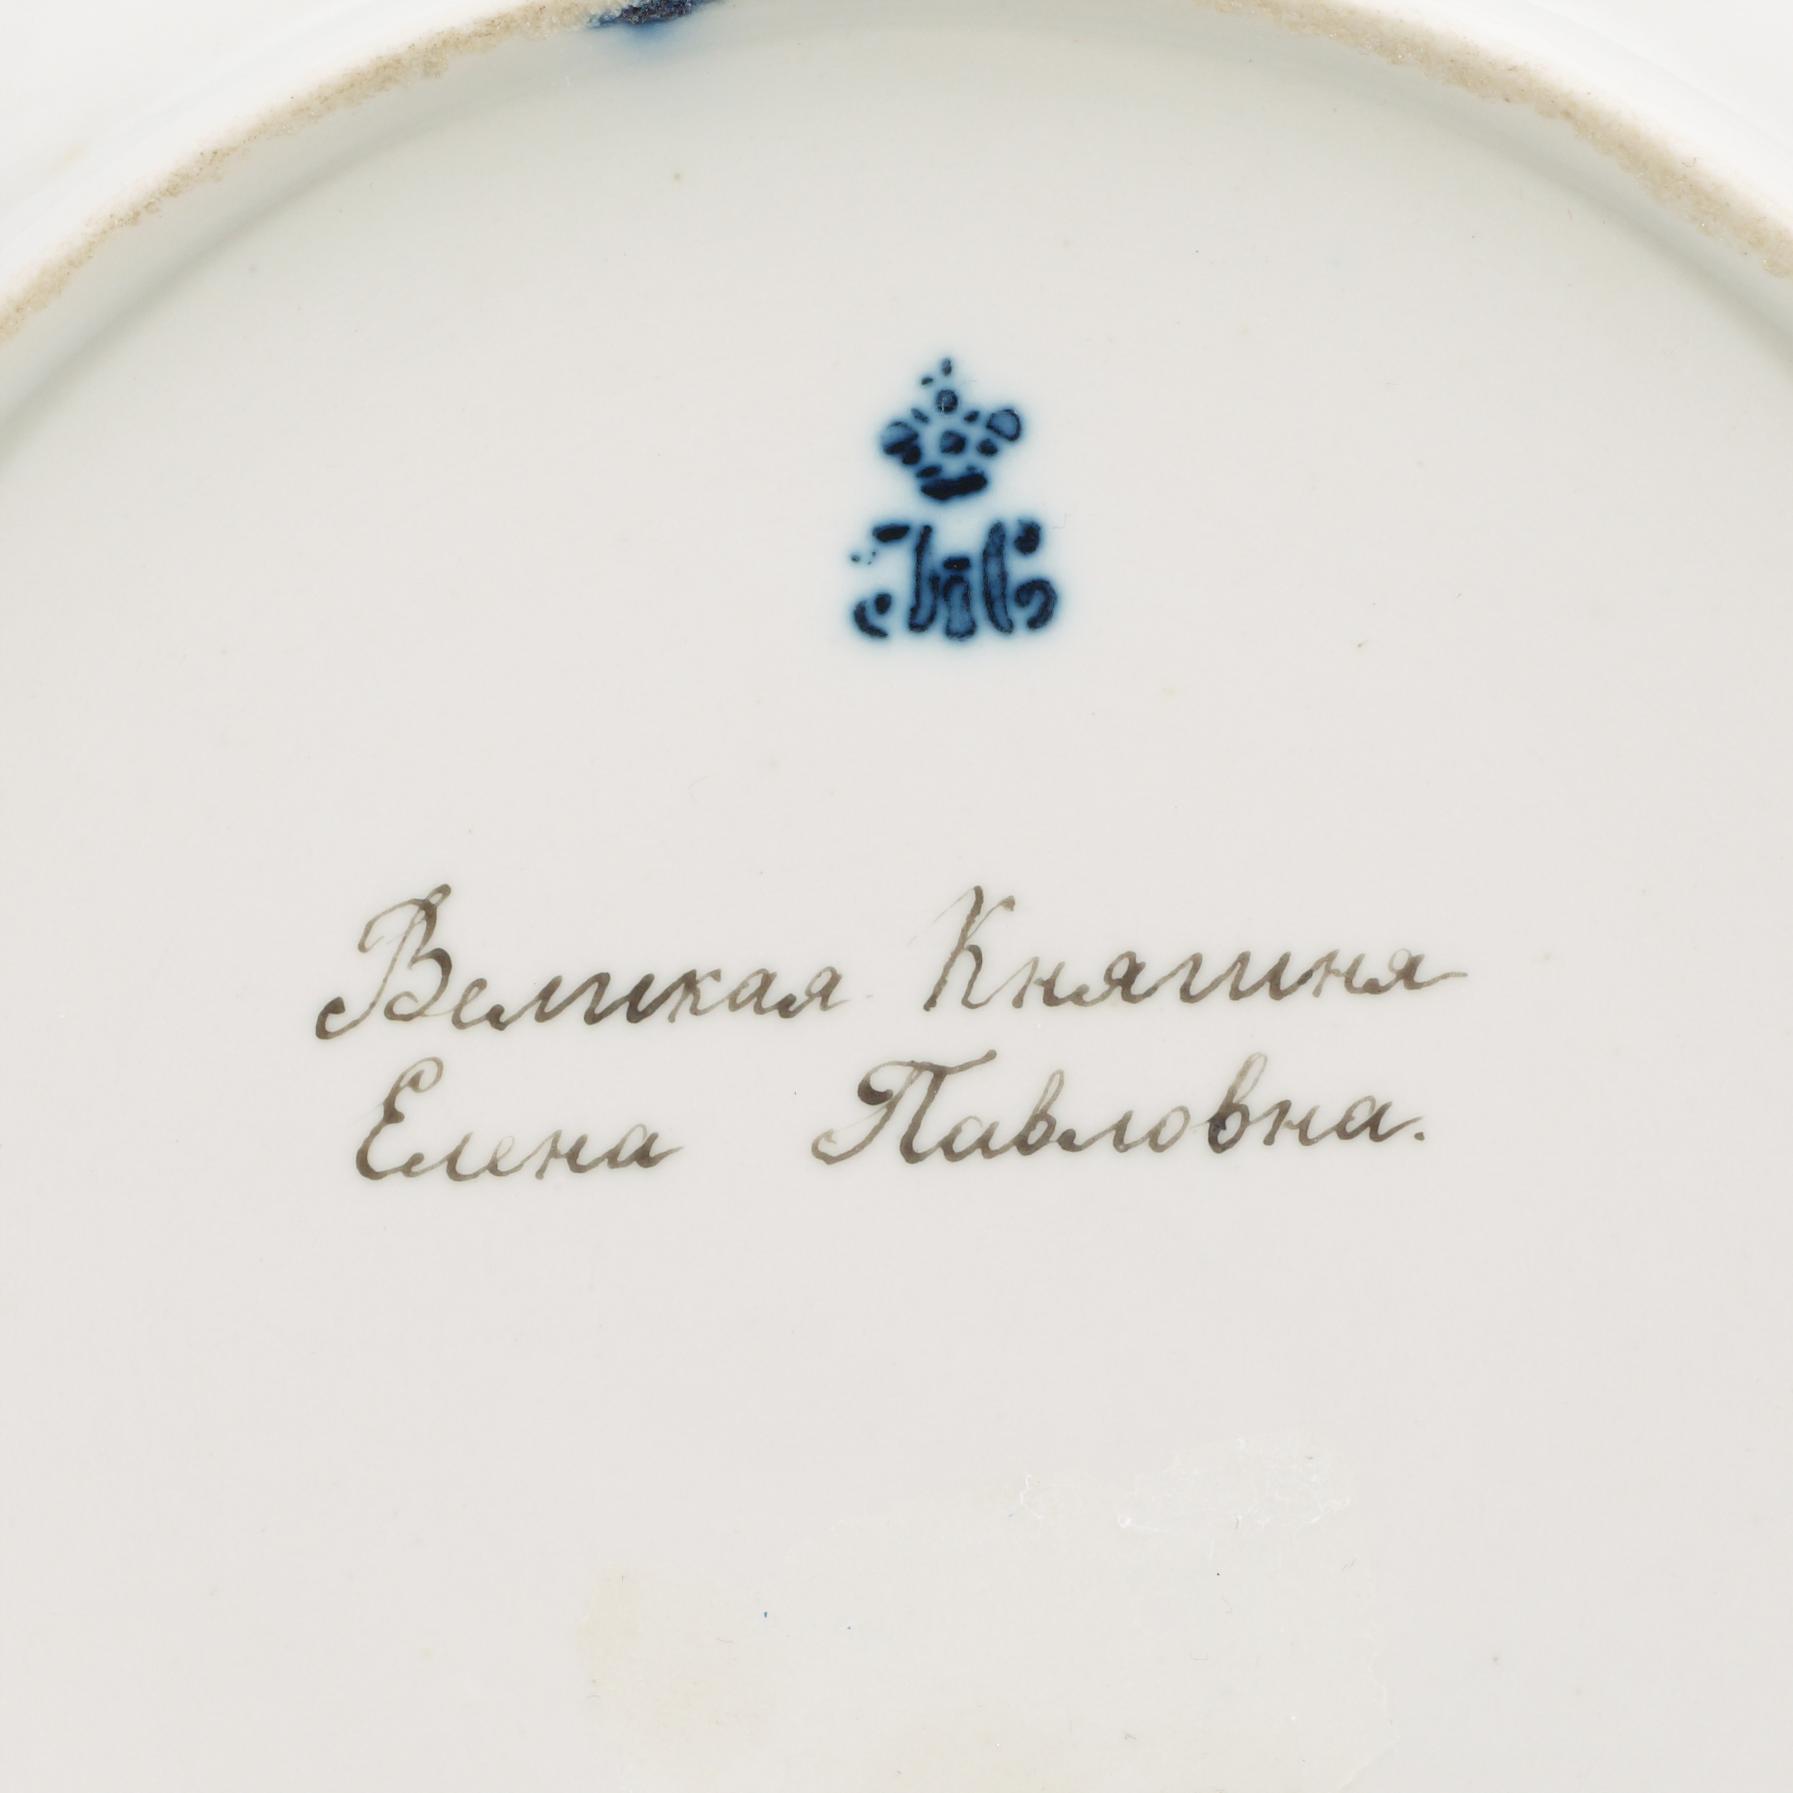 Великая Княгиня
Елена Павловна.